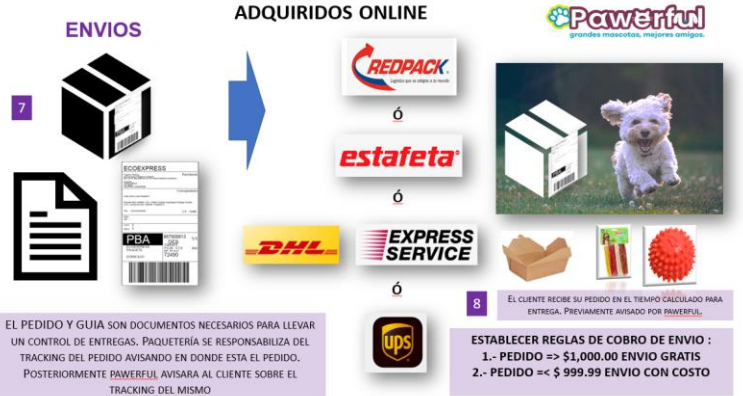 ADQUIRIDOS ONLINE
Pawerful
grandes mascotas, mejores amigos.
ENVIOS
7
REDPACK
ó
estafeta
ó
DHL
EXPRESS
SERVICE
ó
ups
ECOEXPRESS
PBA
72490
8
EL CLIENTE RECIBE SU PEDIDO EN EL TIEMPO CALCULADO PARA
ENTREGA. PREVIAMENTE AVISADO POR PAWERFUL.
EL PEDIDO Y GUIA SON DOCUMENTOS NECESARIOS PARA LLEVAR
UN CONTROL DE ENTREGAS. PAQUETERÍA SE RESPONSABILIZA DEL
TRACKING DEL PEDIDO AVISANDO EN DONDE ESTA EL PEDIDO.
POSTERIORMENTE PAWERFUL AVISARA AL CLIENTE SOBRE EL
TRACKING DEL MISMO
ESTABLECER REGLAS DE COBRO DE ENVIO :
1.- PEDIDO => $1,000.00 ENVIO GRATIS
2.- PEDIDO =< $ 999.99 ENVIO CON COSTO